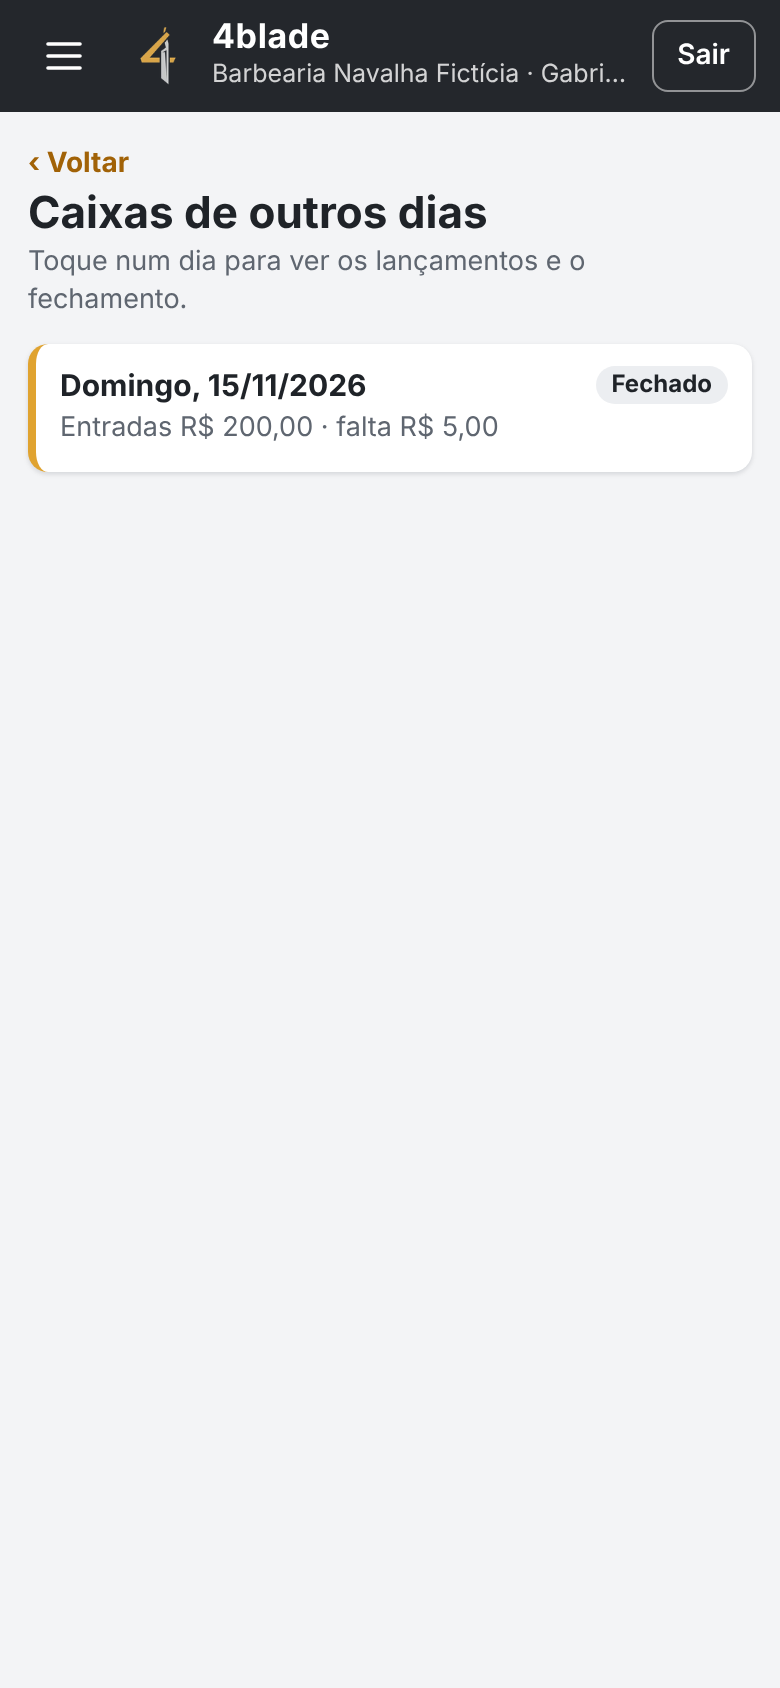 4blade
Barbearia Navalha Fictícia · Gabri...
Sair
‹ Voltar
Caixas de outros dias
Toque num dia para ver os lançamentos e o
fechamento.
Domingo, 15/11/2026
Fechado
Entradas R$ 200,00 · falta R$ 5,00